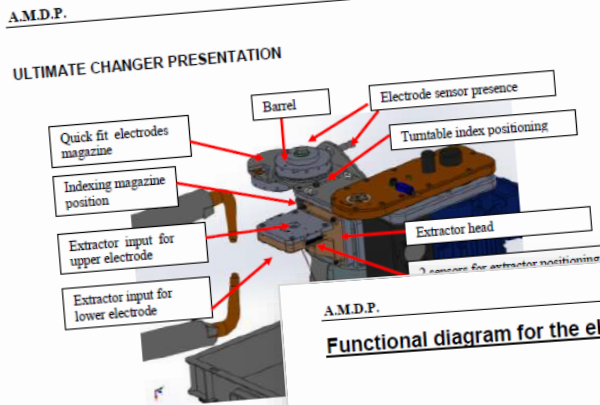 A.M.D.P.
ULTIMATE CHANGER PRESENTATION
Barrel
Electrode sensor presence
Quick fit electrodes
magazine
Turntable index positioning
Indexing magazine
position
Extractor input for
upper electrode
Extractor head
2 sensors for extractor positioning
Extractor input for
lower electrode
A.M.D.P.
Functional diagram for the el